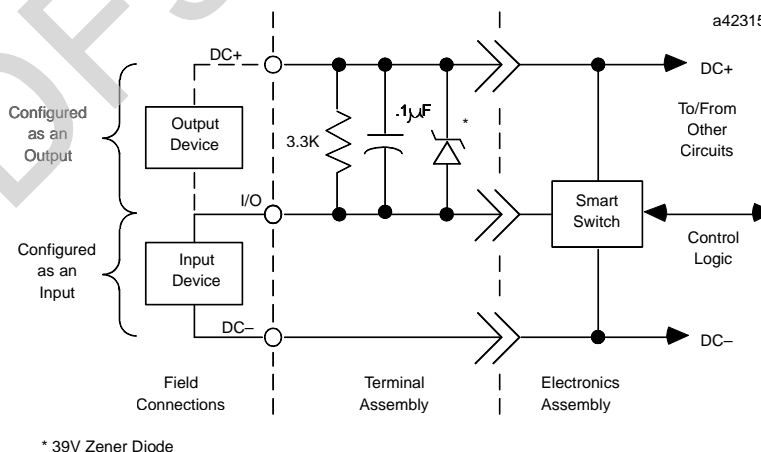 a42315
DC+
DC+
Configured
as an
Output
Output
Device
3.3K
.1µF
*
To/From
Other
Circuits
I/O
Smart
Switch
Configured
as an
Input
Input
Device
Control
Logic
DC–
DC–
Field
Connections
Terminal
Assembly
Electronics
Assembly
* 39V Zener Diode